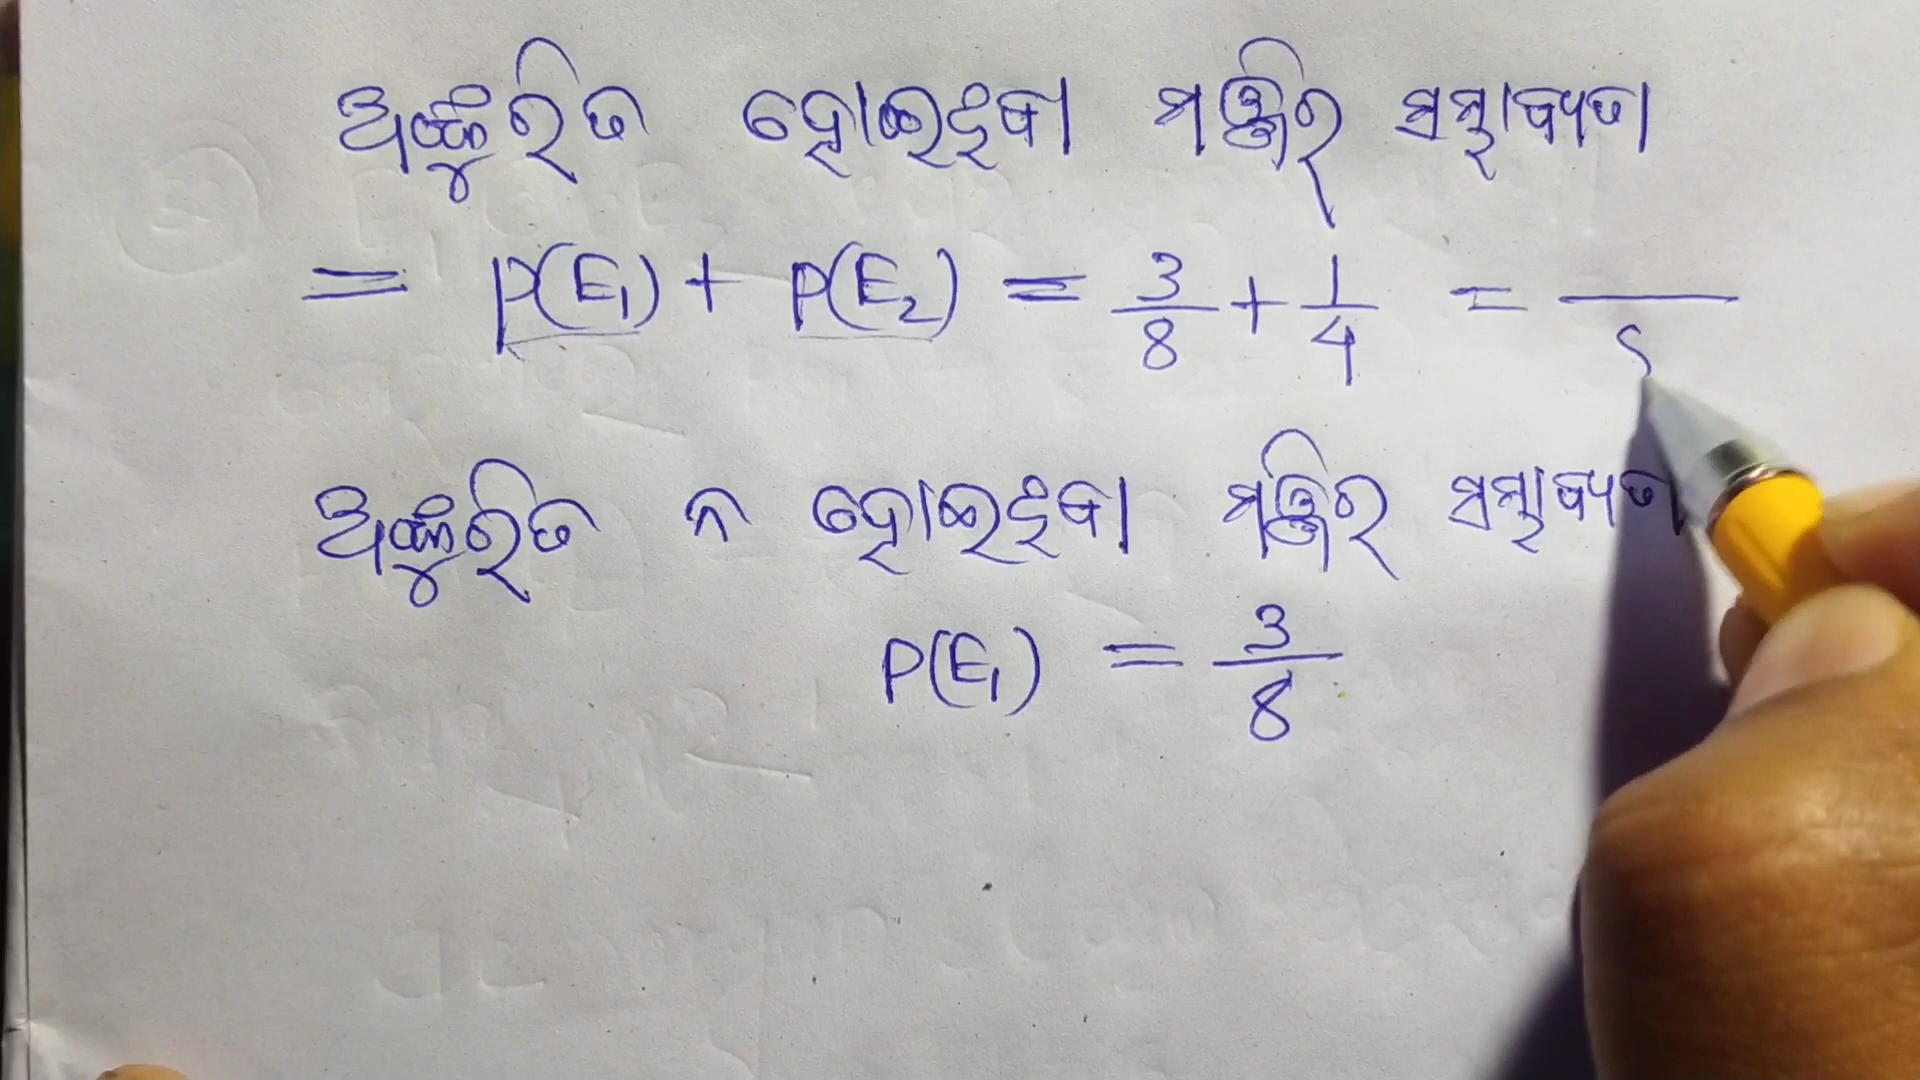 ଅଙ୍କୁରିତ ହୋଇଥିବା ମଞ୍ଜିର ସମ୍ଭାବ୍ୟତା
= P(E₁) + P(E₂) = 3/8 + 1/4 =
ଅଙ୍କୁରିତ ନ ହୋଇଥିବା ମଞ୍ଜିର ସମ୍ଭାବ୍ୟତା
P(E₁) = 3/8